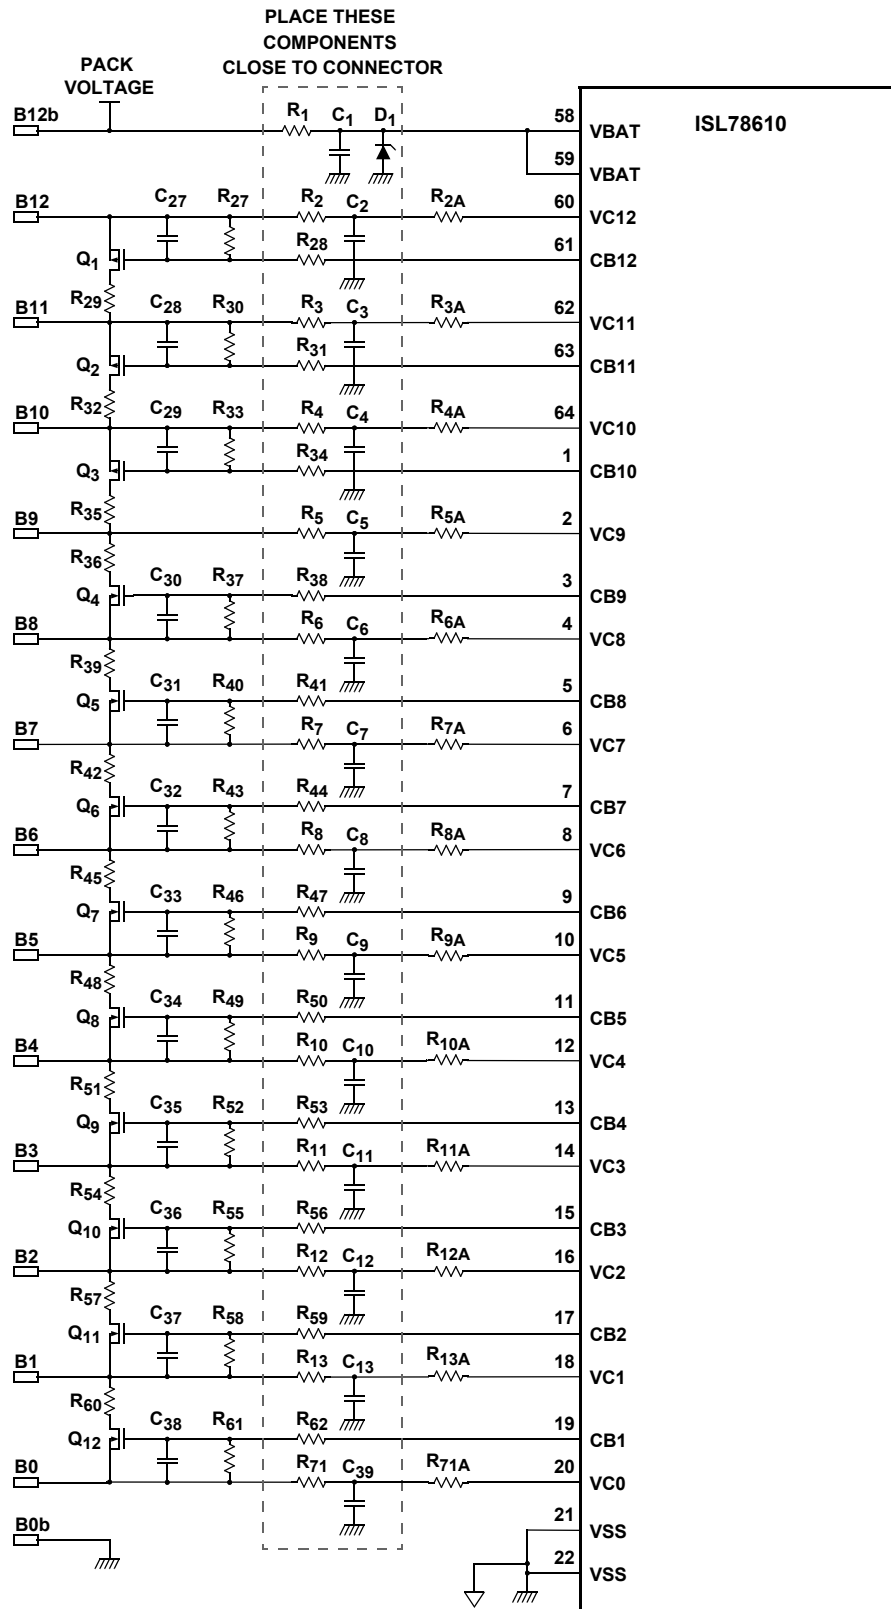 PLACE THESE
COMPONENTS
CLOSE TO CONNECTOR
PACK
VOLTAGE
B12b R1 C1 D1 58 VBAT ISL78610
59 VBAT
B12 C27 R27 R2 C2 R2A 60 VC12
Q1 R28 61 CB12
R29
B11 C28 R30 R3 C3 R3A 62 VC11
Q2 R31 63 CB11
R32
B10 C29 R33 R4 C4 R4A 64 VC10
Q3 R34 1 CB10
R35
B9 R5 C5 R5A 2 VC9
R36
Q4 C30 R37 R38 3 CB9
B8 R6 C6 R6A 4 VC8
R39
Q5 C31 R40 R41 5 CB8
B7 R7 C7 R7A 6 VC7
R42
Q6 C32 R43 R44 7 CB7
B6 R8 C8 R8A 8 VC6
R45
Q7 C33 R46 R47 9 CB6
B5 R9 C9 R9A 10 VC5
R48
Q8 C34 R49 R50 11 CB5
B4 R10 C10 R10A 12 VC4
R51
Q9 C35 R52 R53 13 CB4
B3 R11 C11 R11A 14 VC3
R54
Q10 C36 R55 R56 15 CB3
B2 R12 C12 R12A 16 VC2
R57
Q11 C37 R58 R59 17 CB2
B1 R13 C13 R13A 18 VC1
R60
Q12 C38 R61 R62 19 CB1
B0 R71 C39 R71A 20 VC0
B0b 21 VSS
22 VSS